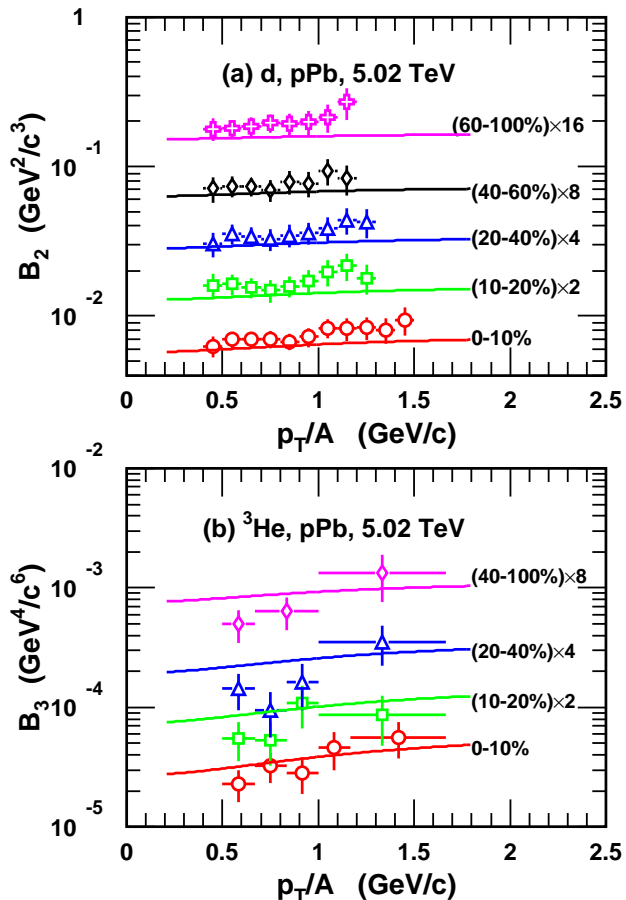 1
(a) d, pPb, 5.02 TeV
(60-100%)×16
10⁻¹
(40-60%)×8
(20-40%)×4
(10-20%)×2
10⁻²
0-10%
B₂ (GeV²/c³)
0 0.5 1 1.5 2 2.5
p_T/A (GeV/c)
10⁻²
(b) ³He, pPb, 5.02 TeV
10⁻³
(40-100%)×8
(20-40%)×4
10⁻⁴
(10-20%)×2
0-10%
10⁻⁵
B₃ (GeV⁴/c⁶)
0 0.5 1 1.5 2 2.5
p_T/A (GeV/c)